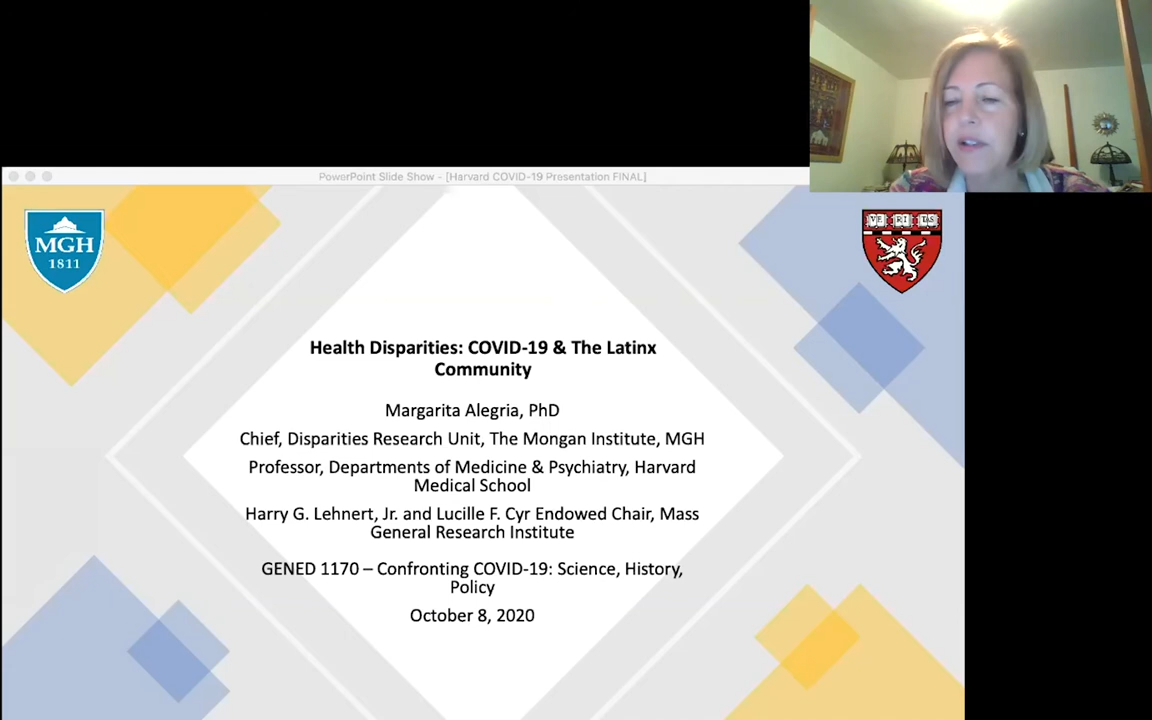 PowerPoint Slide Show - [Harvard COVID-19 Presentation FINAL]
MGH
1811
VE RI TAS
Health Disparities: COVID-19 & The Latinx
Community
Margarita Alegria, PhD
Chief, Disparities Research Unit, The Mongan Institute, MGH
Professor, Departments of Medicine & Psychiatry, Harvard
Medical School
Harry G. Lehnert, Jr. and Lucille F. Cyr Endowed Chair, Mass
General Research Institute
GENED 1170 – Confronting COVID-19: Science, History,
Policy
October 8, 2020